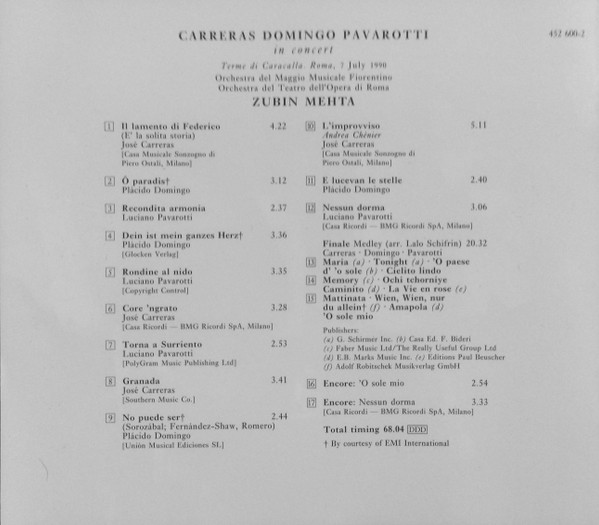 CARRERAS DOMINGO PAVAROTTI
452 600-2
in concert
Terme di Caracalla, Roma, 7 July 1990
Orchestra del Maggio Musicale Fiorentino
Orchestra del Teatro dell'Opera di Roma
ZUBIN MEHTA
1 Il lamento di Federico 4.22
(E' la solita storia)
José Carreras
[Casa Musicale Sonzogno di
Piero Ostali, Milano]
2 Ô paradis† 3.12
Plácido Domingo
3 Recondita armonia 2.37
Luciano Pavarotti
4 Dein ist mein ganzes Herz† 3.36
Plácido Domingo
[Glocken Verlag]
5 Rondine al nido 3.35
Luciano Pavarotti
[Copyright Control]
6 Core 'ngrato 3.28
José Carreras
[Casa Ricordi — BMG Ricordi SpA, Milano]
7 Torna a Surriento 2.53
Luciano Pavarotti
[PolyGram Music Publishing Ltd]
8 Granada 3.41
José Carreras
[Southern Music Co.]
9 No puede ser† 2.44
(Sorozábal; Fernández-Shaw, Romero)
Plácido Domingo
[Unión Musical Ediciones SL.]
10 L'improvviso 5.11
Andrea Chénier
José Carreras
[Casa Musicale Sonzogno di
Piero Ostali, Milano]
11 E lucevan le stelle 2.40
Plácido Domingo
12 Nessun dorma 3.06
Luciano Pavarotti
[Casa Ricordi — BMG Ricordi SpA, Milano]
Finale Medley (arr. Lalo Schifrin) 20.32
Carreras · Domingo · Pavarotti
13 Maria (a) · Tonight (a) · 'O paese
d' 'o sole (b) · Cielito lindo
14 Memory (c) · Ochi tchorniye
Caminito (d) · La Vie en rose (e)
15 Mattinata · Wien, Wien, nur
du allein† (f) · Amapola (d)
'O sole mio
Publishers:
(a) G. Schirmer Inc. (b) Casa Ed. F. Bideri
(c) Faber Music Ltd/The Really Useful Group Ltd
(d) E.B. Marks Music Inc. (e) Editions Paul Beuscher
(f) Adolf Robitschek Musikverlag GmbH
16 Encore: 'O sole mio 2.54
17 Encore: Nessun dorma 3.33
[Casa Ricordi — BMG Ricordi SpA, Milano]
Total timing 68.04 DDD
† By courtesy of EMI International